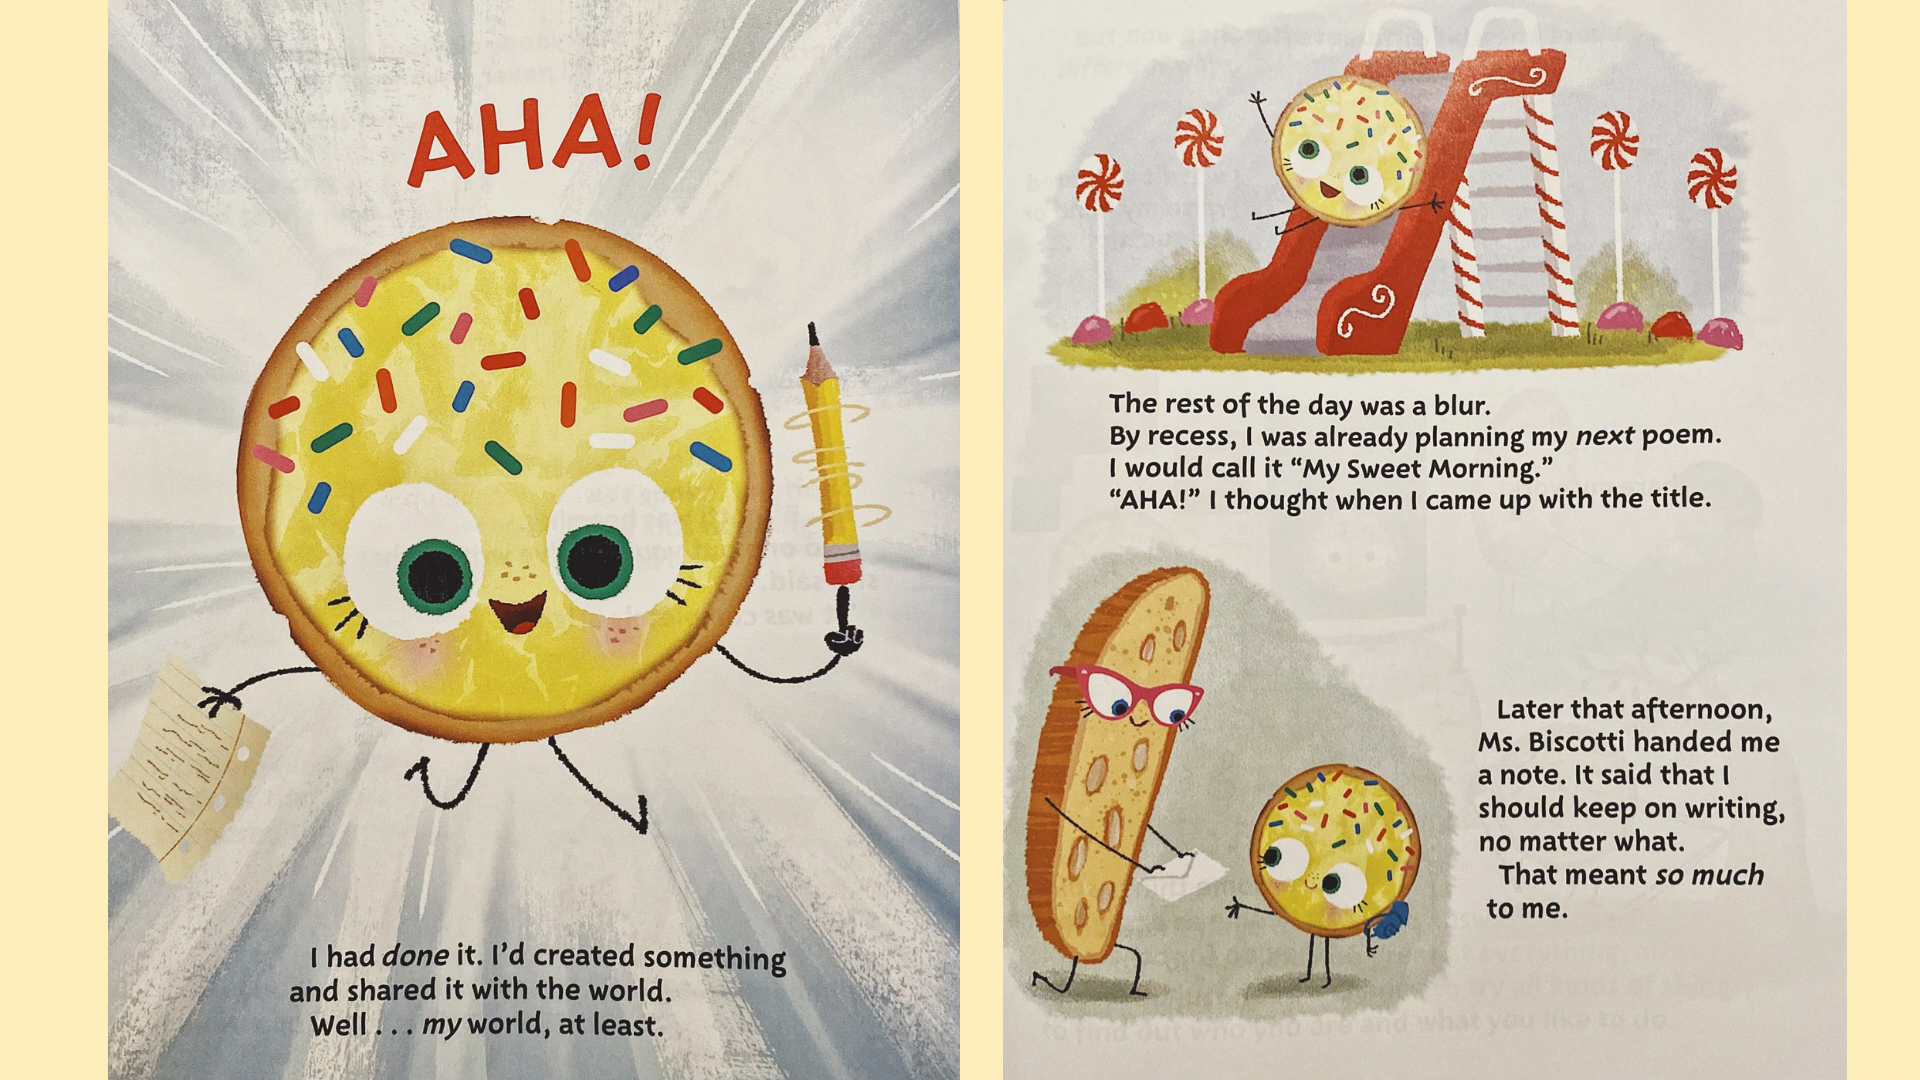 AHA!
I had done it. I'd created something
and shared it with the world.
Well . . . my world, at least.
The rest of the day was a blur.
By recess, I was already planning my next poem.
I would call it “My Sweet Morning.”
“AHA!” I thought when I came up with the title.
Later that afternoon,
Ms. Biscotti handed me
a note. It said that I
should keep on writing,
no matter what.
That meant so much
to me.